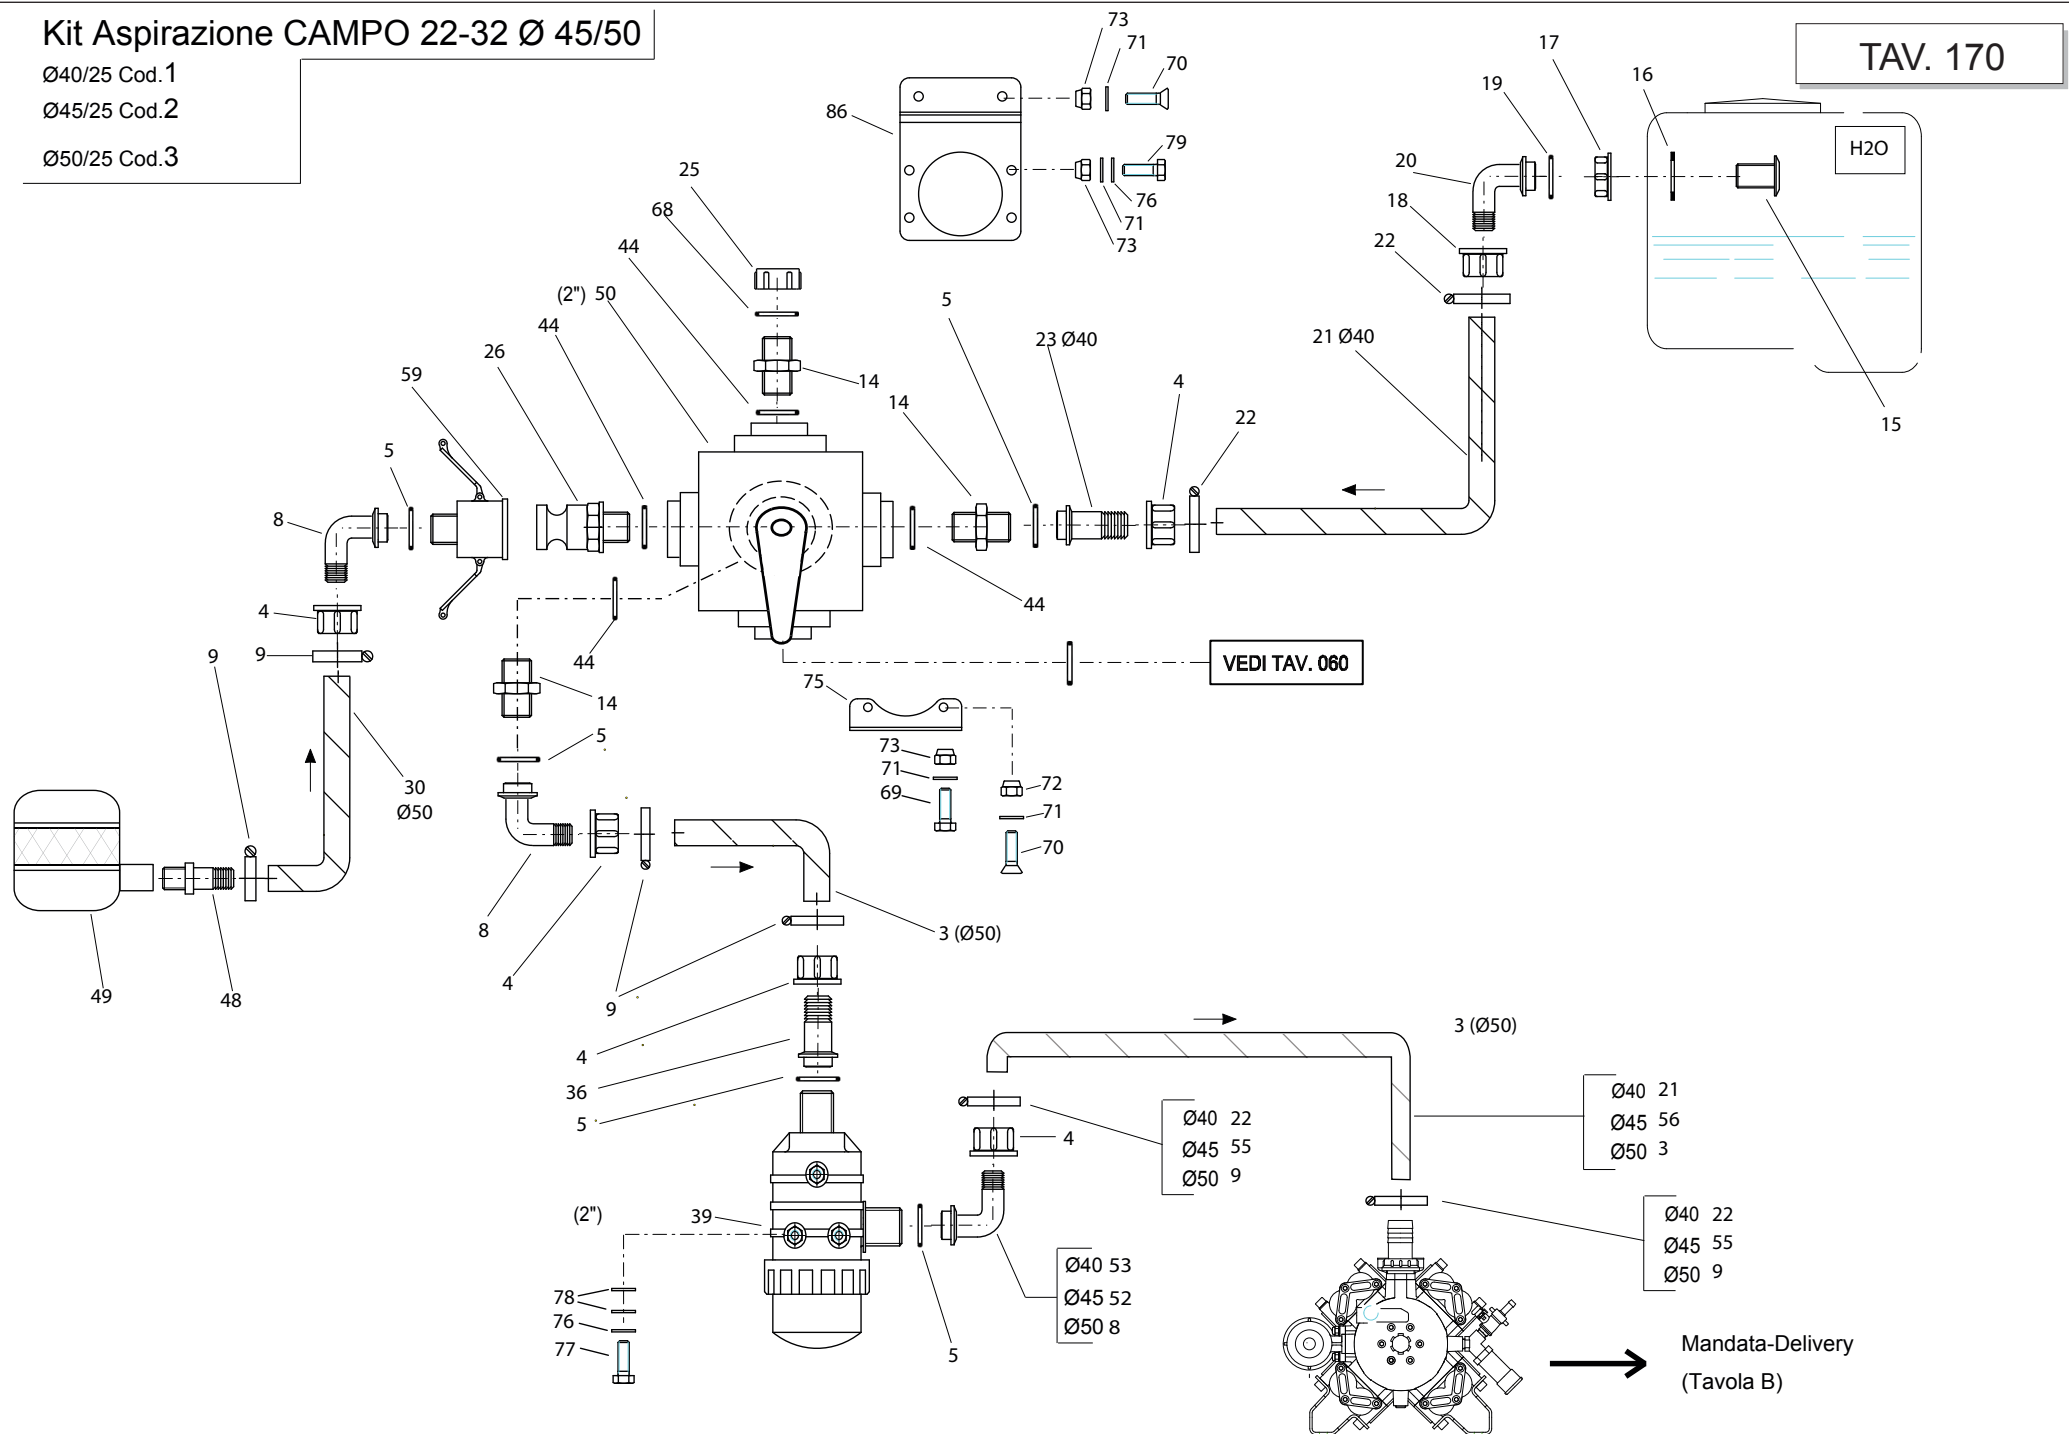 Kit Aspirazione CAMPO 22-32 Ø 45/50
Ø40/25 Cod.1
Ø45/25 Cod.2
Ø50/25 Cod.3
TAV. 170
73
71
70
86
79
76
71
73
17
16
19
20
18
22
H2O
15
25
68
44
(2") 50
44
26
59
5
8
4
9
9
14
14
5
23 Ø40
4
22
21 Ø40
44
44
14
5
VEDI TAV. 060
75
73
71
69
72
71
70
30
Ø50
49
48
8
4
9
3 (Ø50)
4
36
5
(2")
39
78
76
77
5
4
Ø40 53
Ø45 52
Ø50 8
Ø40 22
Ø45 55
Ø50 9
3 (Ø50)
Ø40 21
Ø45 56
Ø50 3
Ø40 22
Ø45 55
Ø50 9
Mandata-Delivery
(Tavola B)